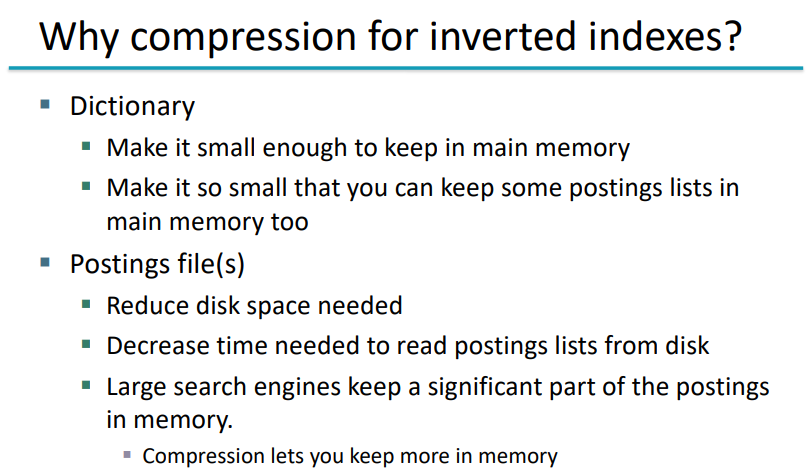 Why compression for inverted indexes?
Dictionary
Make it small enough to keep in main memory
Make it so small that you can keep some postings lists in
main memory too
Postings file(s)
Reduce disk space needed
Decrease time needed to read postings lists from disk
Large search engines keep a significant part of the postings
in memory.
Compression lets you keep more in memory